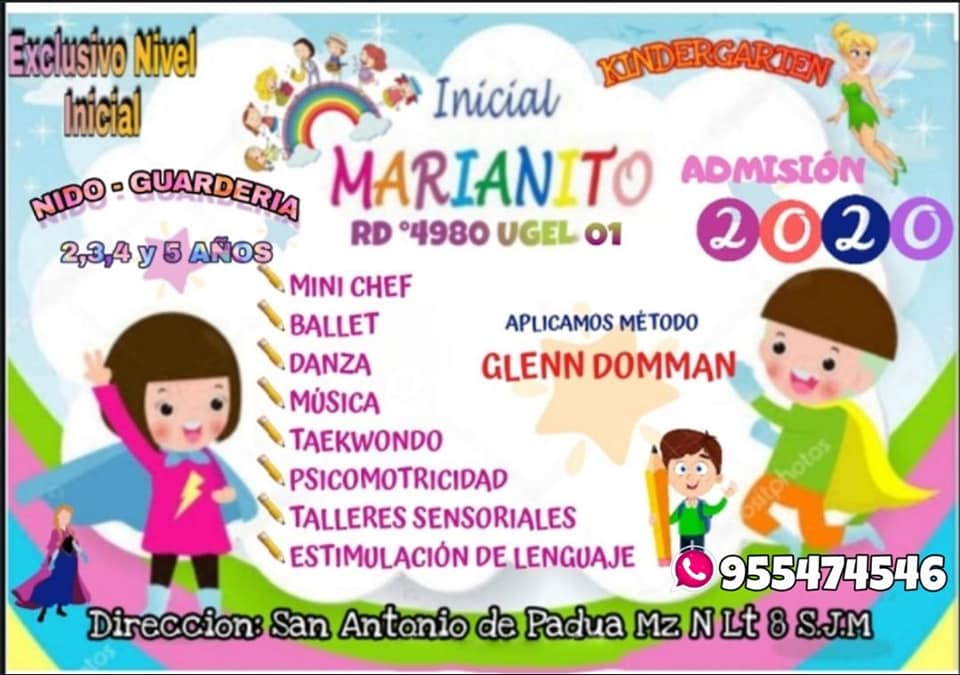 Exclusivo Nivel
Inicial
KINDERGARTEN
Inicial
MARIANITO
RD °4980 UGEL 01
NIDO - GUARDERIA
2,3,4 y 5 AÑOS
ADMISIÓN
2020
MINI CHEF
BALLET
DANZA
MÚSICA
TAEKWONDO
PSICOMOTRICIDAD
TALLERES SENSORIALES
ESTIMULACIÓN DE LENGUAJE
APLICAMOS MÉTODO
GLENN DOMMAN
955474546
Direccion: San Antonio de Padua Mz N Lt 8 S.J.M